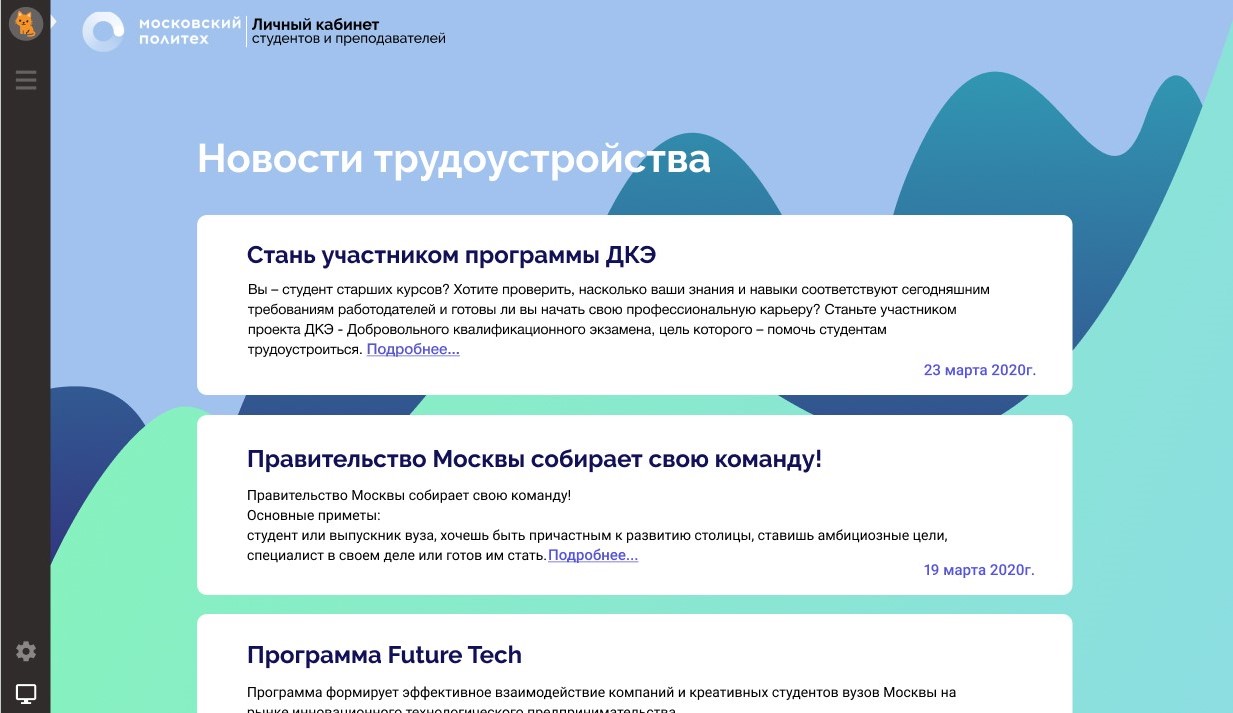 московский
политех
Личный кабинет
студентов и преподавателей
Новости трудоустройства
Стань участником программы ДКЭ
Вы – студент старших курсов? Хотите проверить, насколько ваши знания и навыки соответствуют сегодняшним
требованиям работодателей и готовы ли вы начать свою профессиональную карьеру? Станьте участником
проекта ДКЭ - Добровольного квалификационного экзамена, цель которого – помочь студентам
трудоустроиться. Подробнее...
23 марта 2020г.
Правительство Москвы собирает свою команду!
Правительство Москвы собирает свою команду!
Основные приметы:
студент или выпускник вуза, хочешь быть причастным к развитию столицы, ставишь амбициозные цели,
специалист в своем деле или готов им стать.Подробнее...
19 марта 2020г.
Программа Future Tech
Программа формирует эффективное взаимодействие компаний и креативных студентов вузов Москвы на
рынке инновационного технологического предпринимательства.